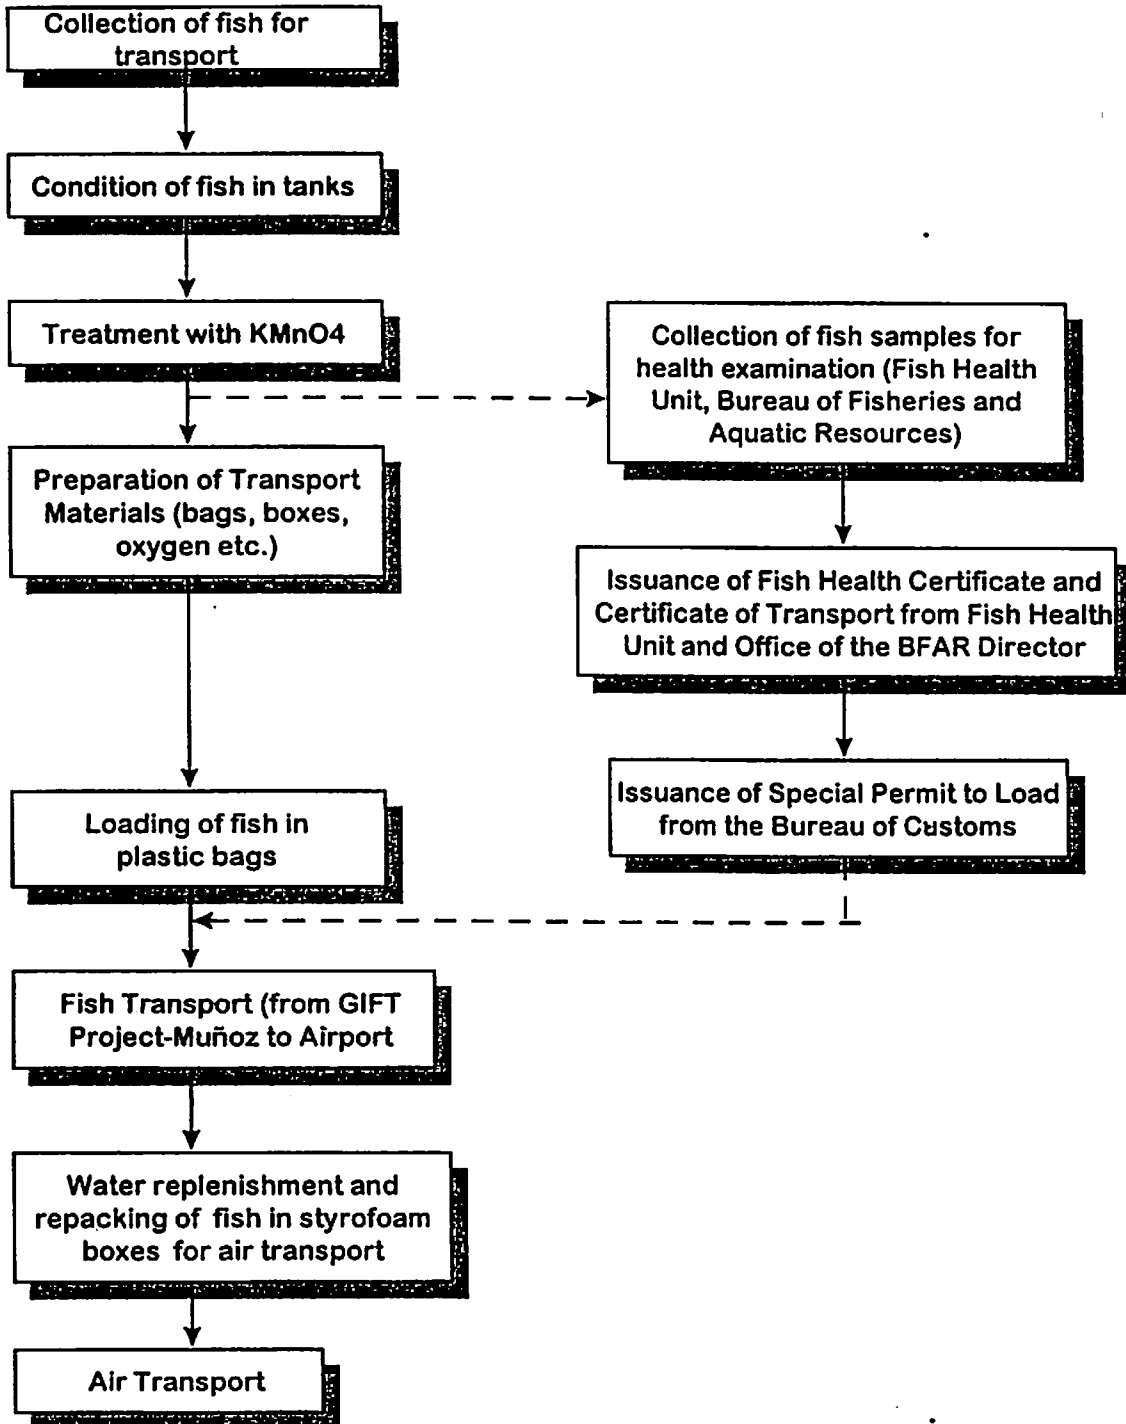 Collection of fish for
transport
Condition of fish in tanks
Treatment with KMnO4
Collection of fish samples for
health examination (Fish Health
Unit, Bureau of Fisheries and
Aquatic Resources)
Preparation of Transport
Materials (bags, boxes,
oxygen etc.)
Issuance of Fish Health Certificate and
Certificate of Transport from Fish Health
Unit and Office of the BFAR Director
Issuance of Special Permit to Load
from the Bureau of Customs
Loading of fish in
plastic bags
Fish Transport (from GIFT
Project-Muñoz to Airport
Water replenishment and
repacking of fish in styrofoam
boxes for air transport
Air Transport